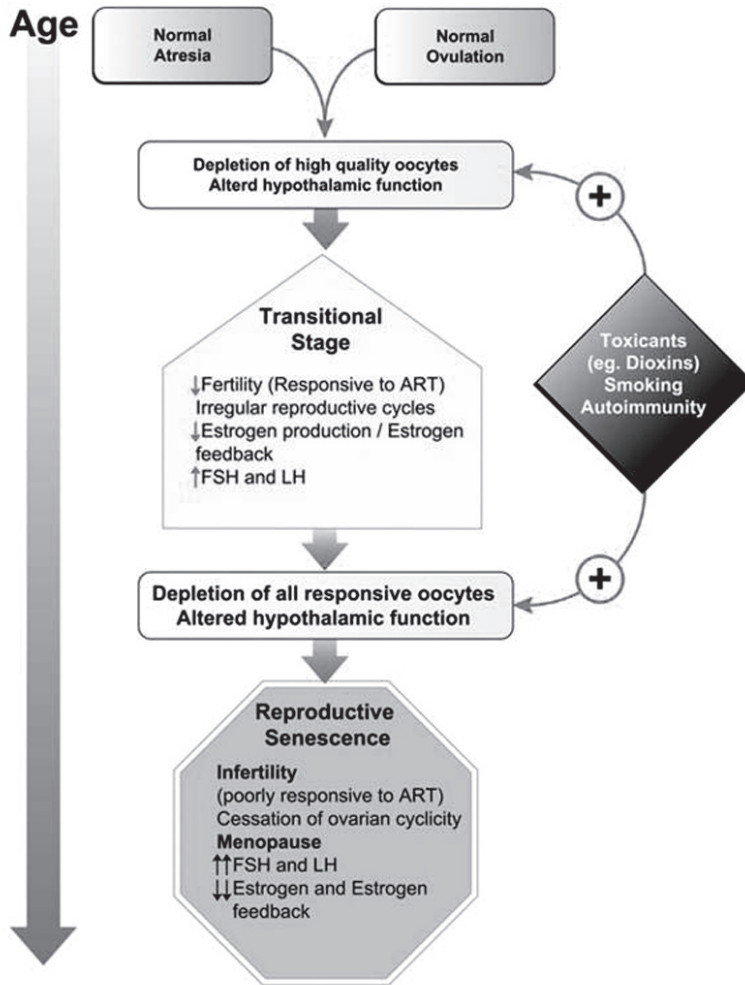 Age
Normal
Atresia
Normal
Ovulation
Depletion of high quality oocytes
Alterd hypothalamic function
+
Transitional
Stage
↓Fertility (Responsive to ART)
Irregular reproductive cycles
↓Estrogen production / Estrogen
feedback
↑FSH and LH
Toxicants
(eg. Dioxins)
Smoking
Autoimmunity
+
Depletion of all responsive oocytes
Altered hypothalamic function
Reproductive
Senescence
Infertility
(poorly responsive to ART)
Cessation of ovarian cyclicity
Menopause
↑↑FSH and LH
↓↓Estrogen and Estrogen
feedback